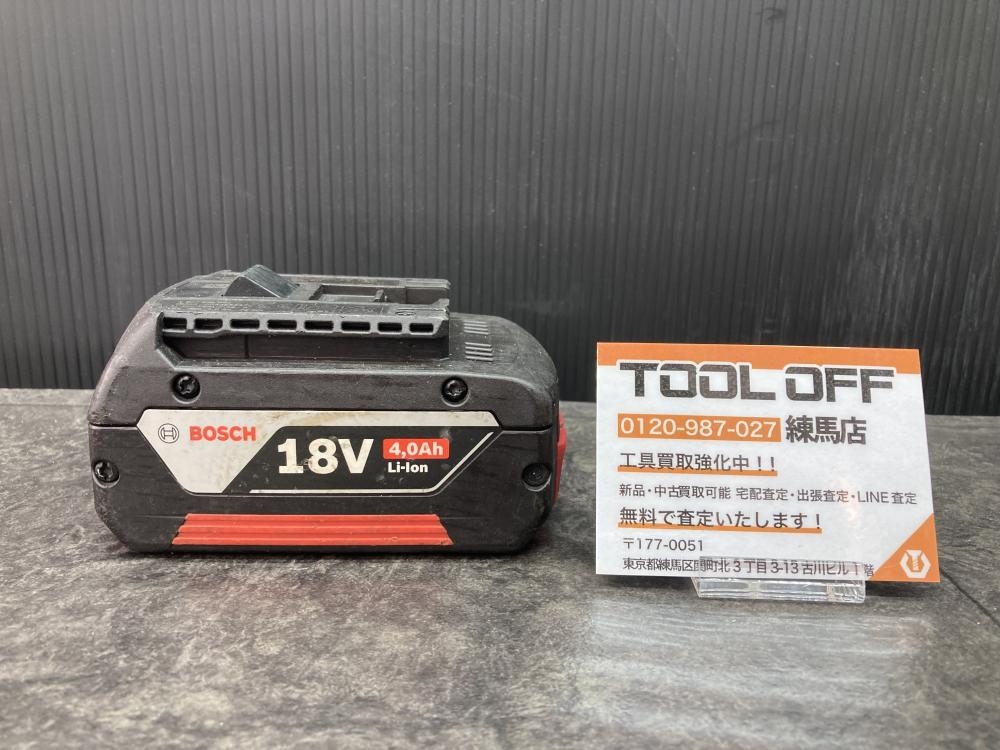 BOSCH
18V
4,0Ah
Li-Ion
TOOL OFF
0120-987-027 練馬店
工具買取強化中!!
新品・中古買取可能 宅配査定・出張査定・LINE査定
無料で査定いたします!
〒177-0051
東京都練馬区関町北3丁目3-13古川ビル1階